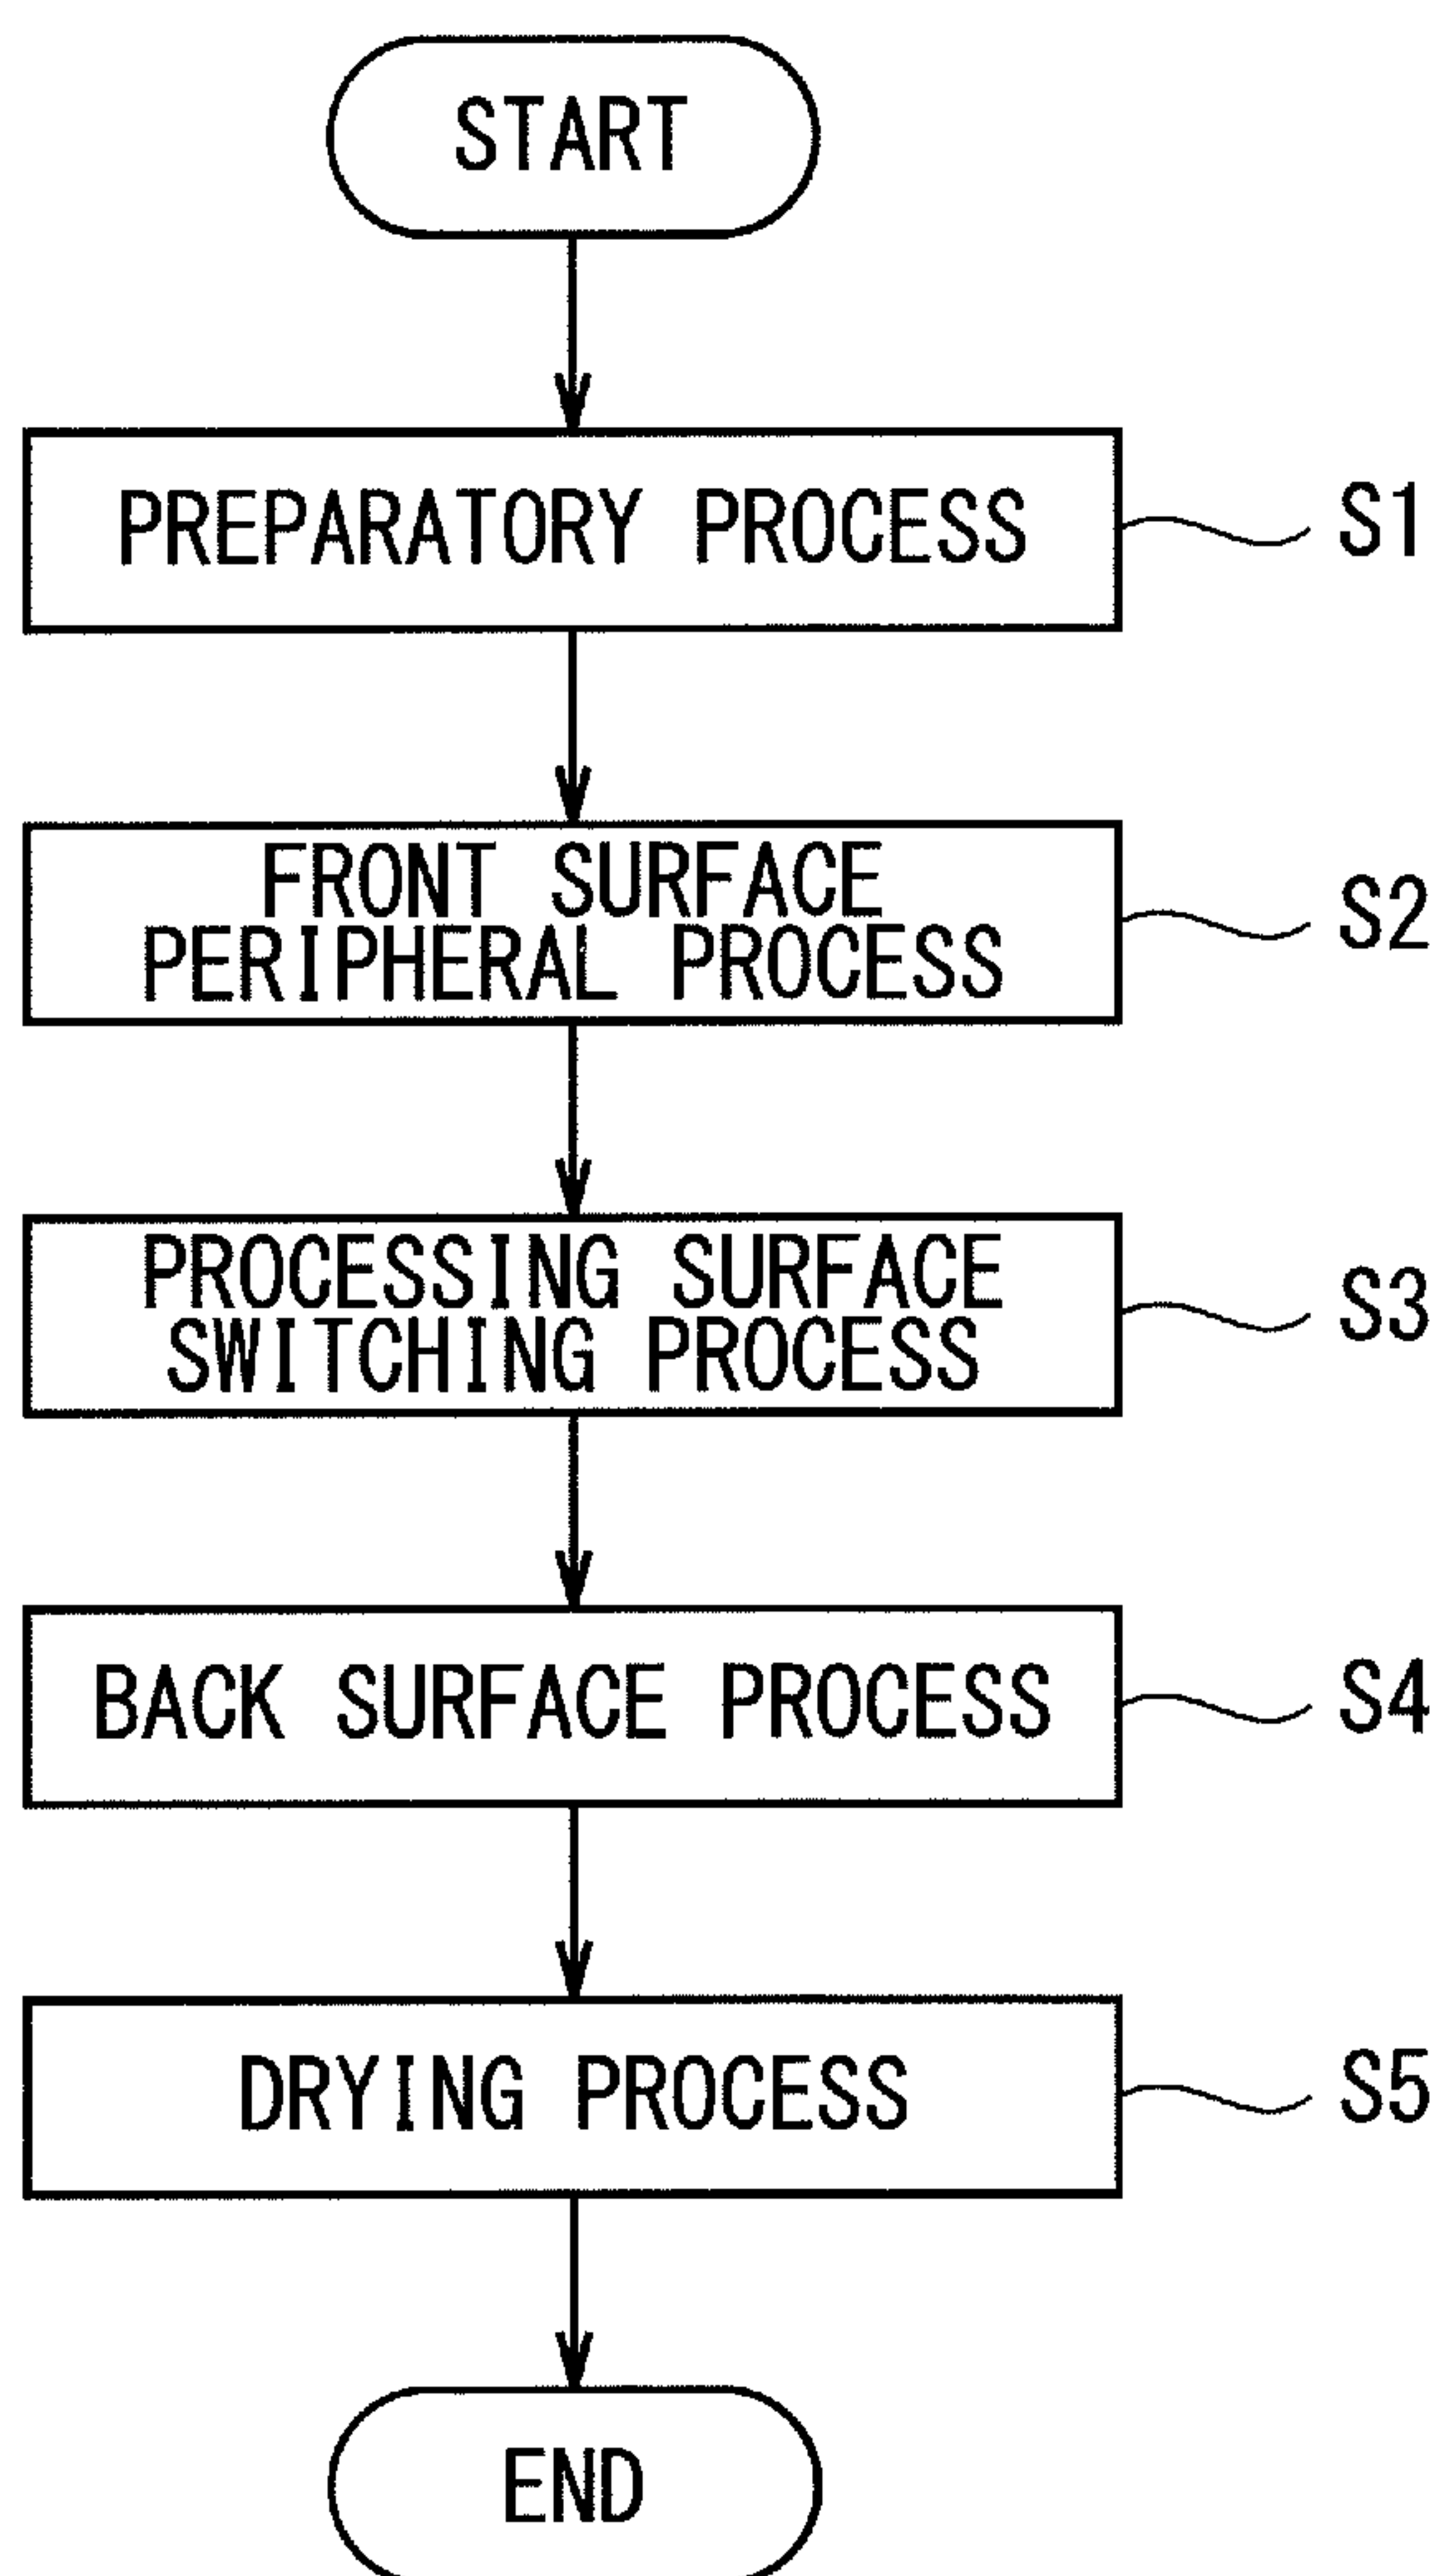 START
PREPARATORY PROCESS
S1
FRONT SURFACE
PERIPHERAL PROCESS
S2
PROCESSING SURFACE
SWITCHING PROCESS
S3
BACK SURFACE PROCESS
S4
DRYING PROCESS
S5
END